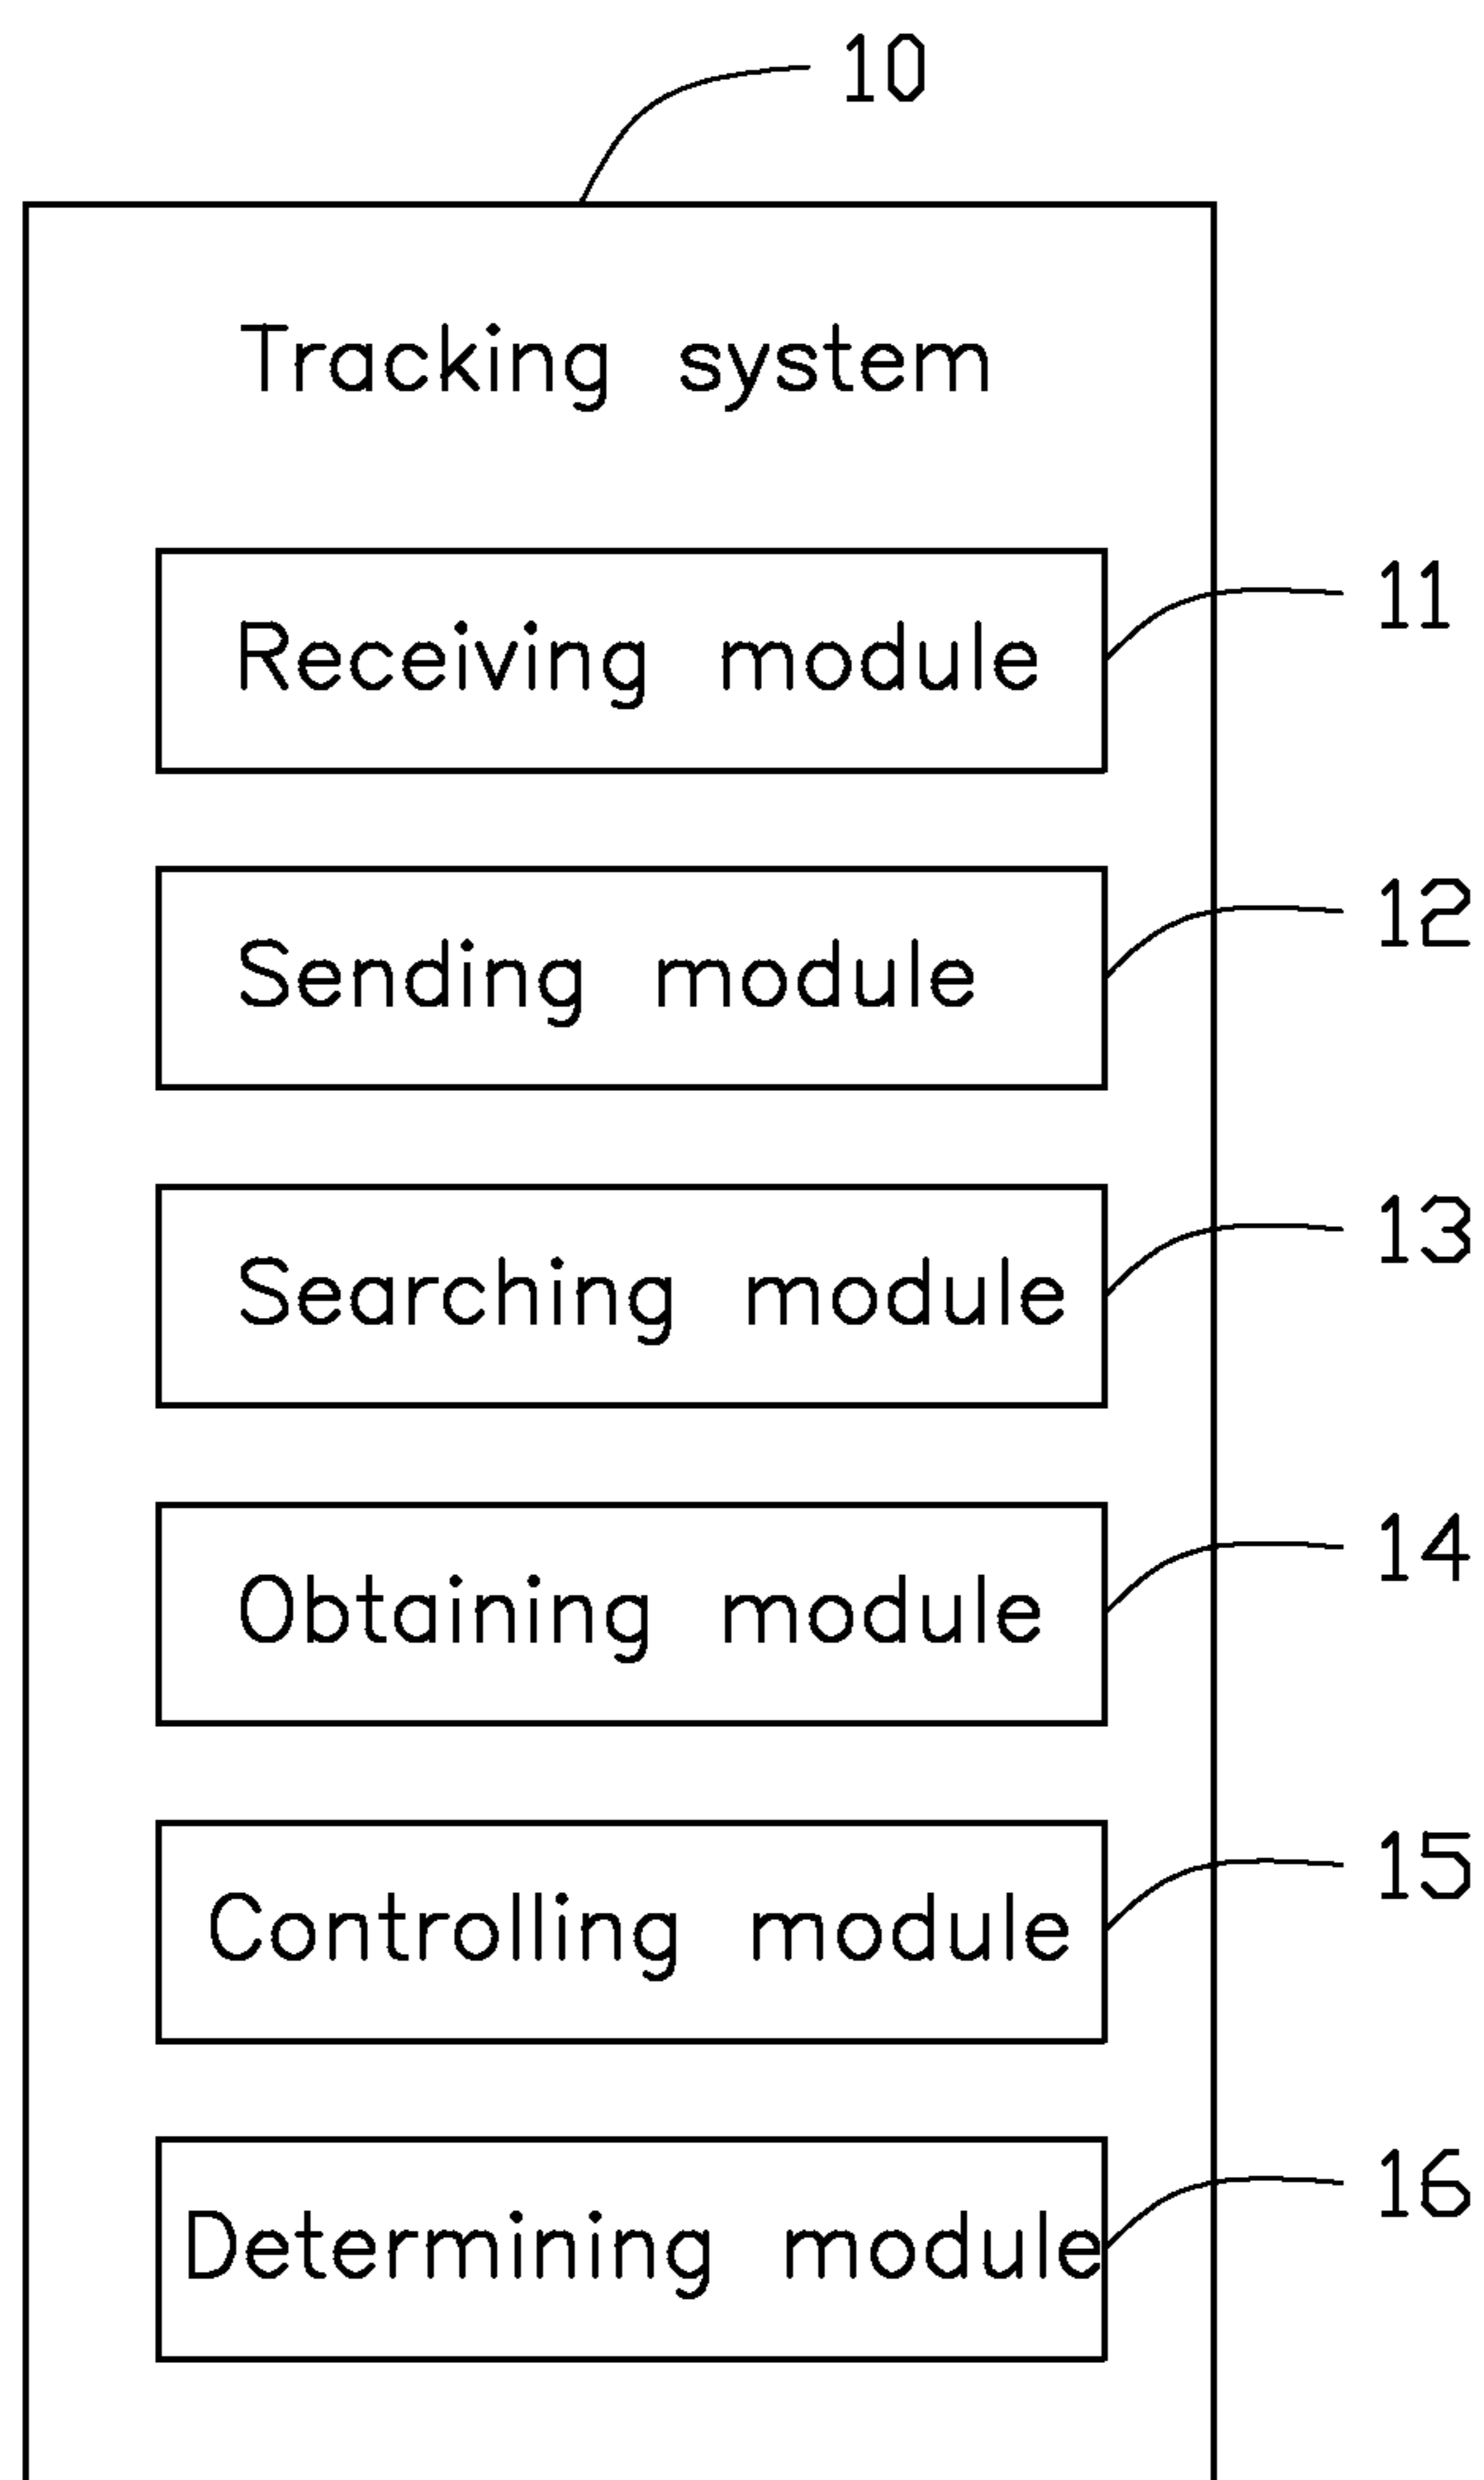 10
Tracking system
Receiving module
11
Sending module
12
Searching module
13
Obtaining module
14
Controlling module
15
Determining module
16